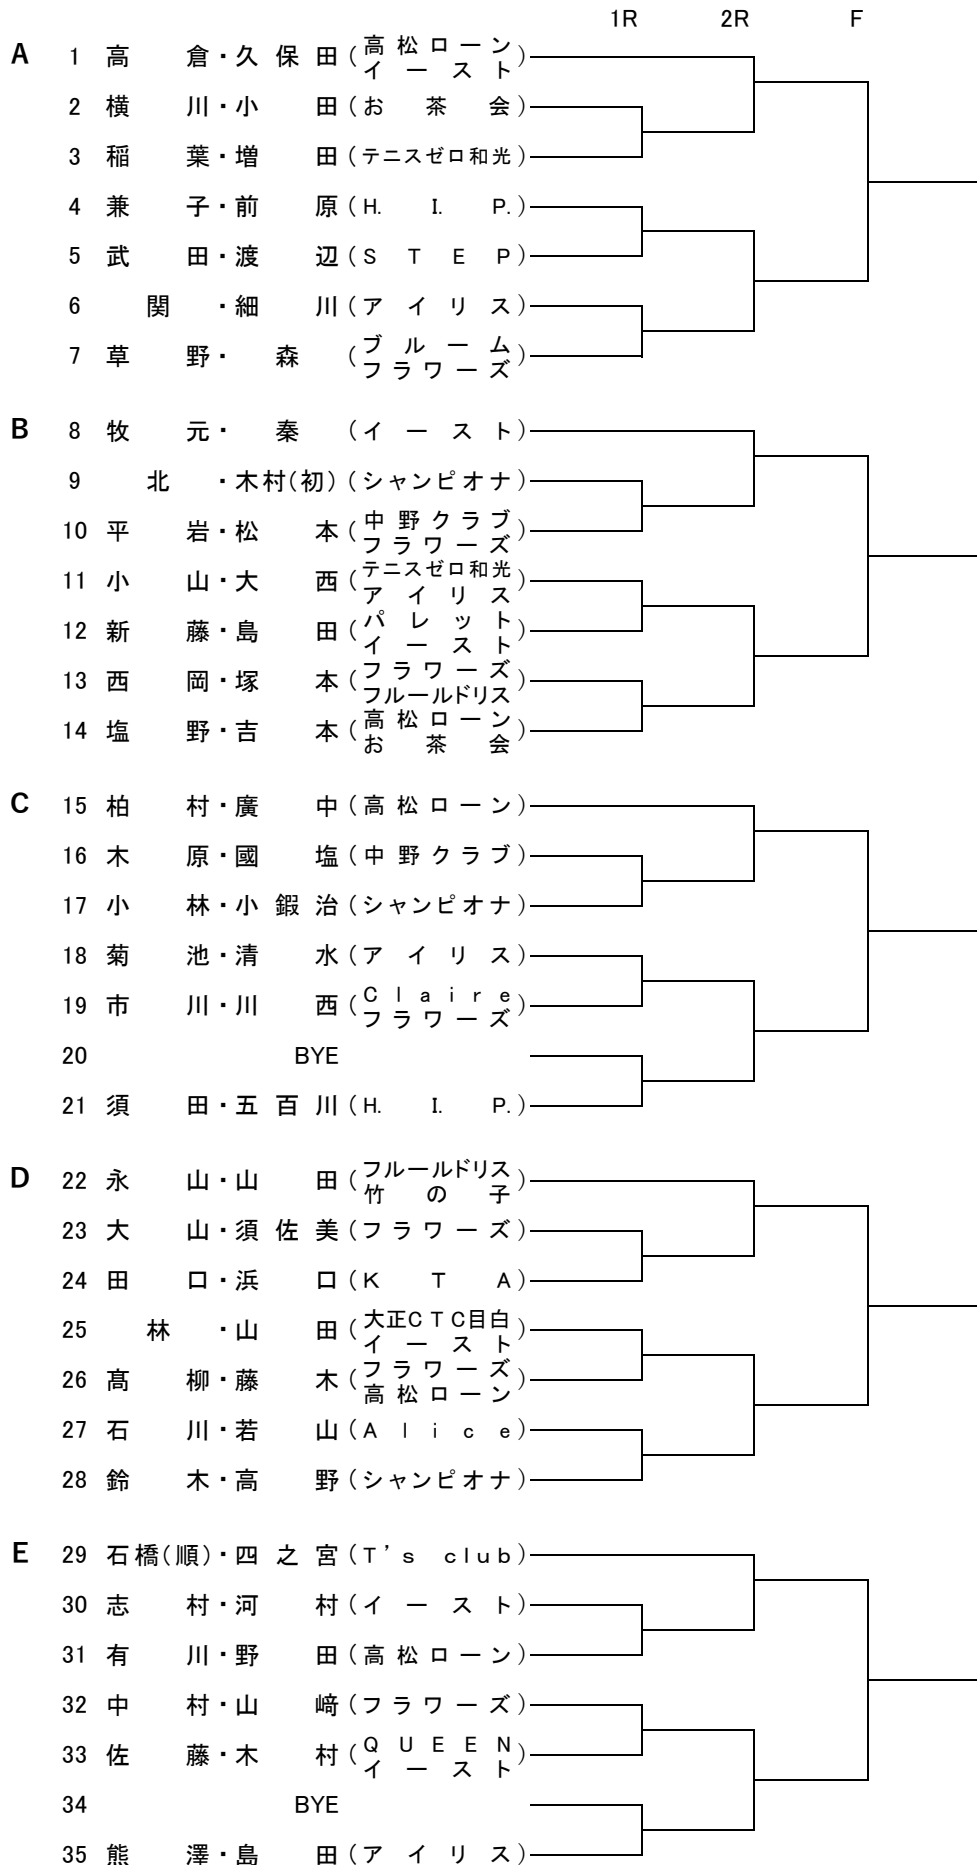 1R 2R F
A 1 高倉・久保田(高松ローン イースト)
2 横川・小田(お茶会)
3 稲葉・増田(テニスゼロ和光)
4 兼子・前原(H. I. P.)
5 武田・渡辺(STEP)
6 関・細川(アイリス)
7 草野・森(ブルーム フラワーズ)
B 8 牧元・秦(イースト)
9 北・木村(初)(シャンピオナ)
10 平岩・松本(中野クラブ フラワーズ)
11 小山・大西(テニスゼロ和光 アイリス)
12 新藤・島田(パレット イースト)
13 西岡・塚本(フラワーズ フルールドリス)
14 塩野・吉本(高松ローン お茶会)
C 15 柏村・廣中(高松ローン)
16 木原・國塩(中野クラブ)
17 小林・小鍜治(シャンピオナ)
18 菊池・清水(アイリス)
19 市川・川西(Claire フラワーズ)
20 BYE
21 須田・五百川(H. I. P.)
D 22 永山・山田(フルールドリス 竹の子)
23 大山・須佐美(フラワーズ)
24 田口・浜口(KTA)
25 林・山田(大正CTC目白 イースト)
26 髙柳・藤木(フラワーズ 高松ローン)
27 石川・若山(Alice)
28 鈴木・高野(シャンピオナ)
E 29 石橋(順)・四之宮(T's club)
30 志村・河村(イースト)
31 有川・野田(高松ローン)
32 中村・山﨑(フラワーズ)
33 佐藤・木村(QUEEN イースト)
34 BYE
35 熊澤・島田(アイリス)